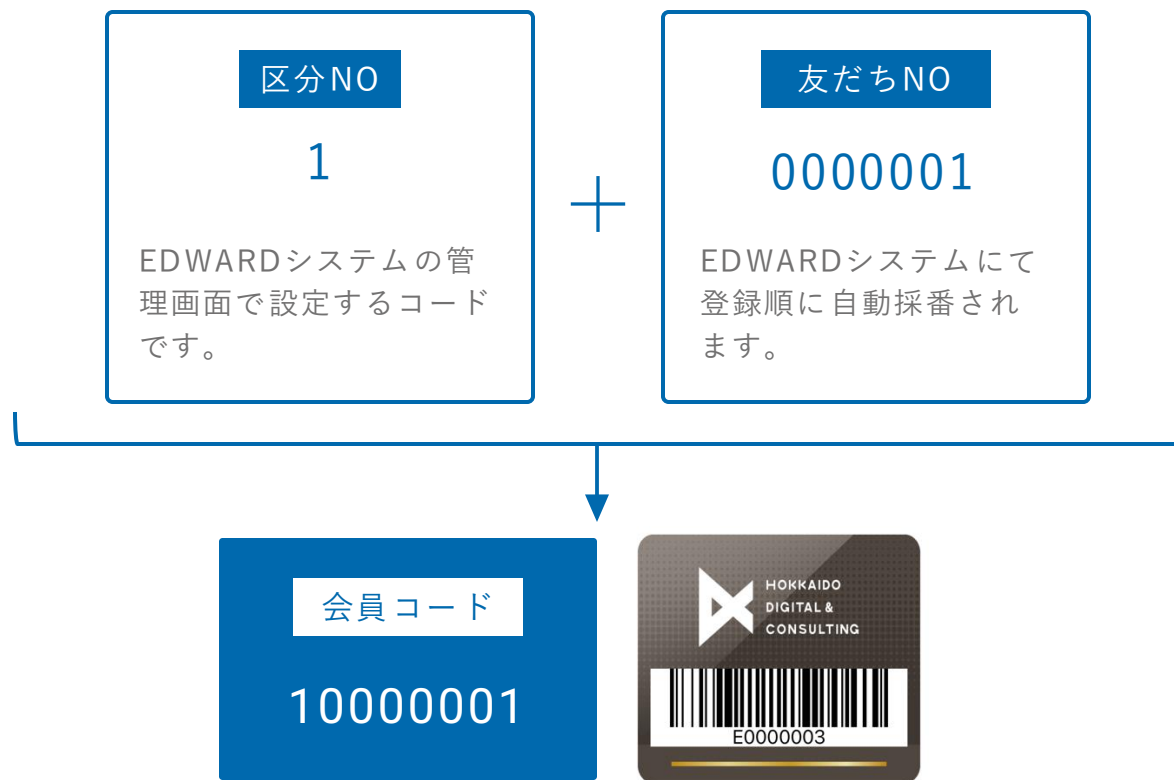 区分NO
1
EDWARDシステムの管
理画面で設定するコード
です。
友だちNO
0000001
EDWARDシステムにて
登録順に自動採番され
ます。
会員コード
10000001
HOKKAIDO
DIGITAL &
CONSULTING
E0000003